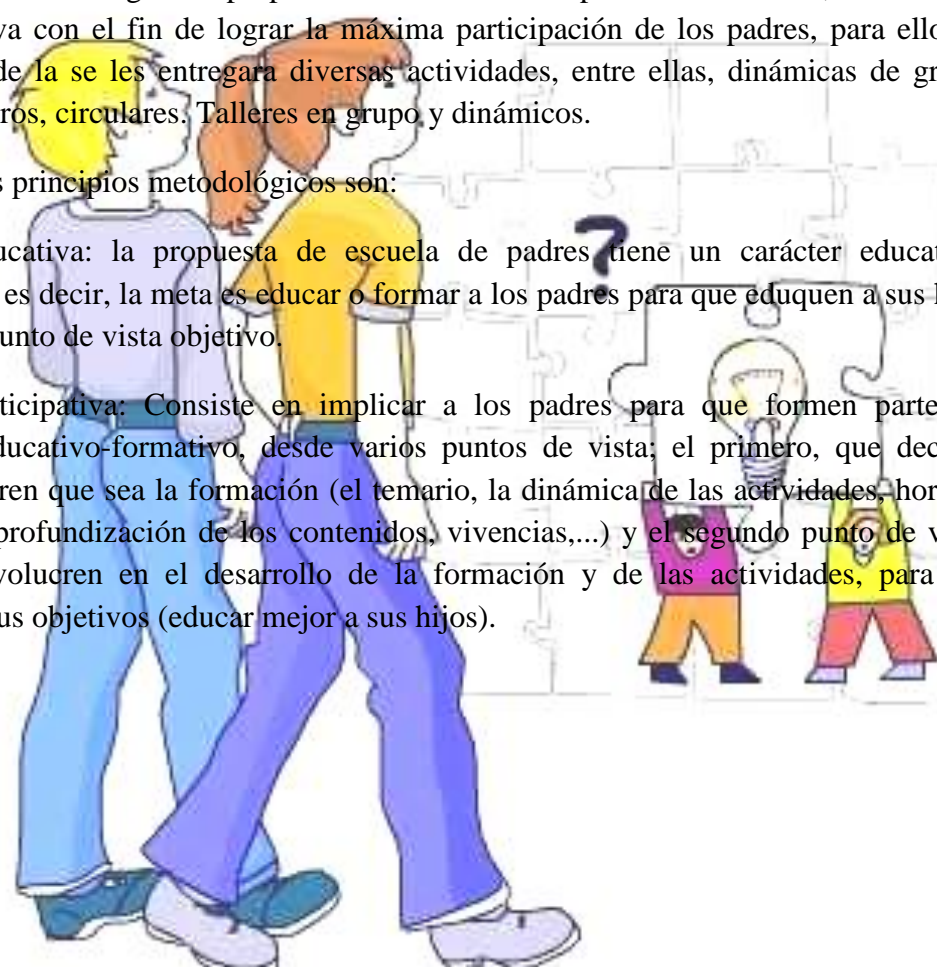 va con el fin de lograr la máxima participación de los padres, para ello
de la se les entregara diversas actividades, entre ellas, dinámicas de gr
ros, circulares. Talleres en grupo y dinámicos.
s principios metodológicos son:
ucativa: la propuesta de escuela de padres tiene un carácter educat
es decir, la meta es educar o formar a los padres para que eduquen a sus h
unto de vista objetivo.
ticipativa: Consiste en implicar a los padres para que formen parte
ducativo-formativo, desde varios puntos de vista; el primero, que dec
ren que sea la formación (el temario, la dinámica de las actividades, hor
profundización de los contenidos, vivencias,...) y el segundo punto de v
volucren en el desarrollo de la formación y de las actividades, para
us objetivos (educar mejor a sus hijos).
?